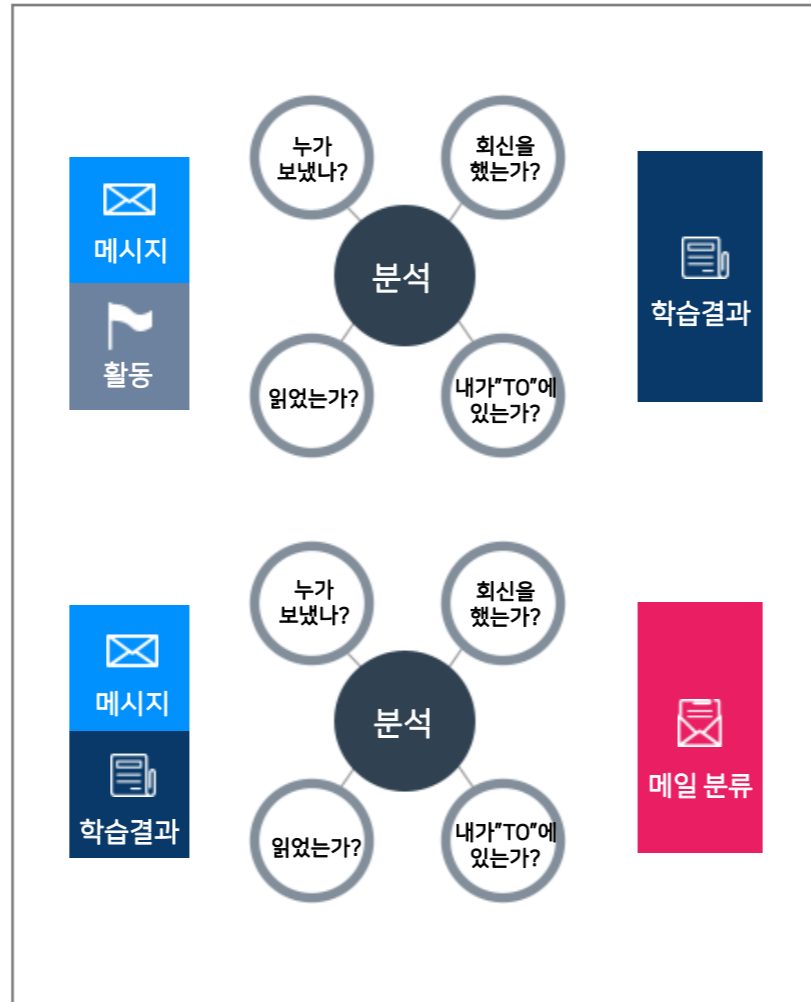 누가
보냈나?
회신을
했는가?
메시지
분석
학습결과
활동
읽었는가?
내가"TO"에
있는가?
누가
보냈나?
회신을
했는가?
메시지
분석
메일 분류
학습결과
읽었는가?
내가"TO"에
있는가?